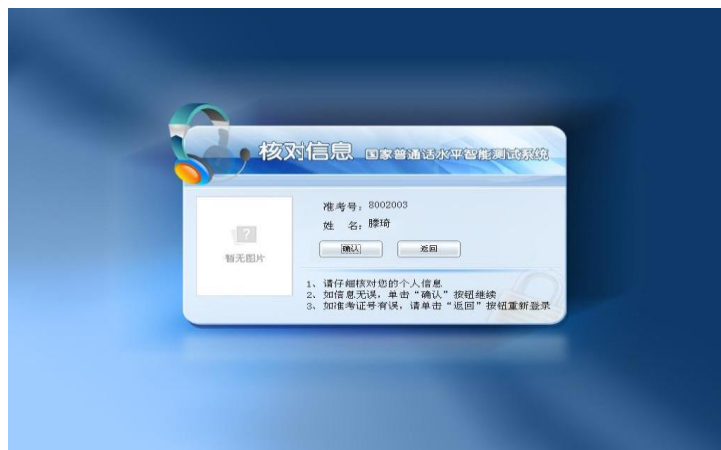 核对信息 国家普通话水平智能测试系统
准考号：8002003
姓 名：滕琦
暂无图片
确认 返回
1、请仔细核对您的个人信息
2、如信息无误，单击“确认”按钮继续
3、如准考证号有误，请单击“返回”按钮重新登录